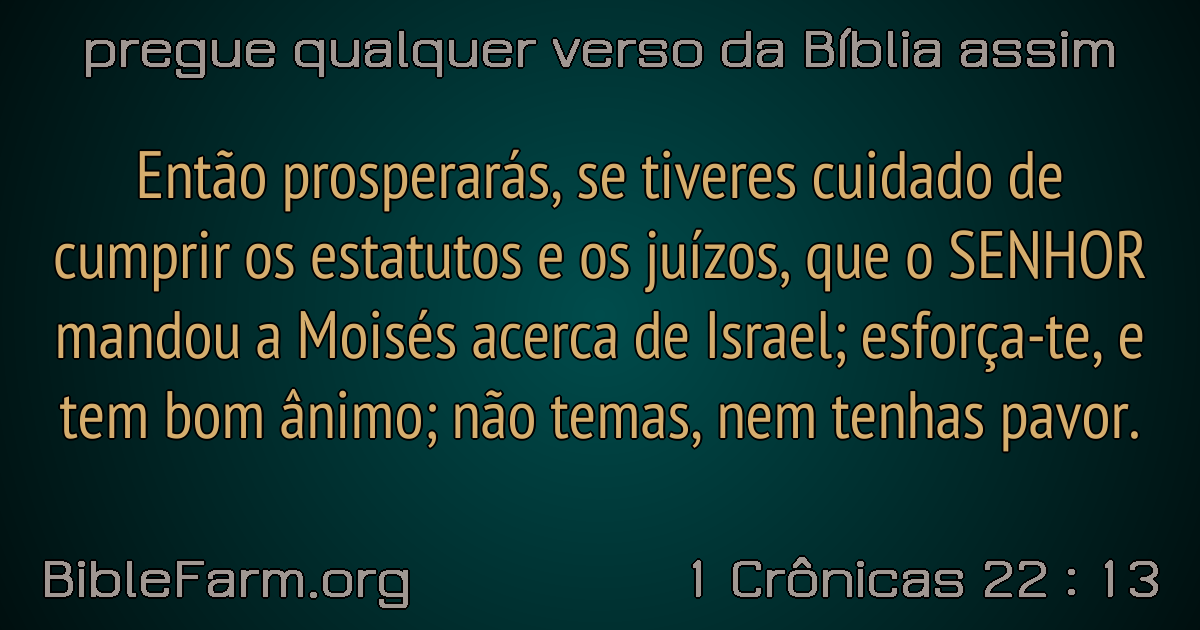 pregue qualquer verso da Bíblia assim
Então prosperarás, se tiveres cuidado de
cumprir os estatutos e os juízos, que o SENHOR
mandou a Moisés acerca de Israel; esforça-te, e
tem bom ânimo; não temas, nem tenhas pavor.
BibleFarm.org
1 Crônicas 22 : 13